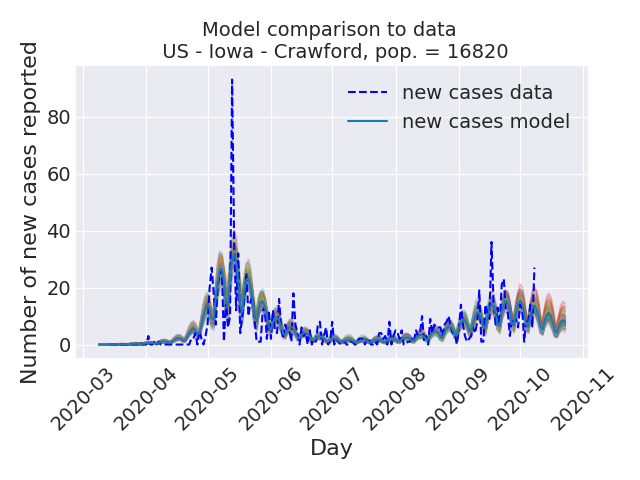 Model comparison to data
US - Iowa - Crawford, pop. = 16820
Number of new cases reported
80
60
40
20
0
new cases data
new cases model
2020-03
2020-04
2020-05
2020-06
2020-07
2020-08
2020-09
2020-10
2020-11
Day